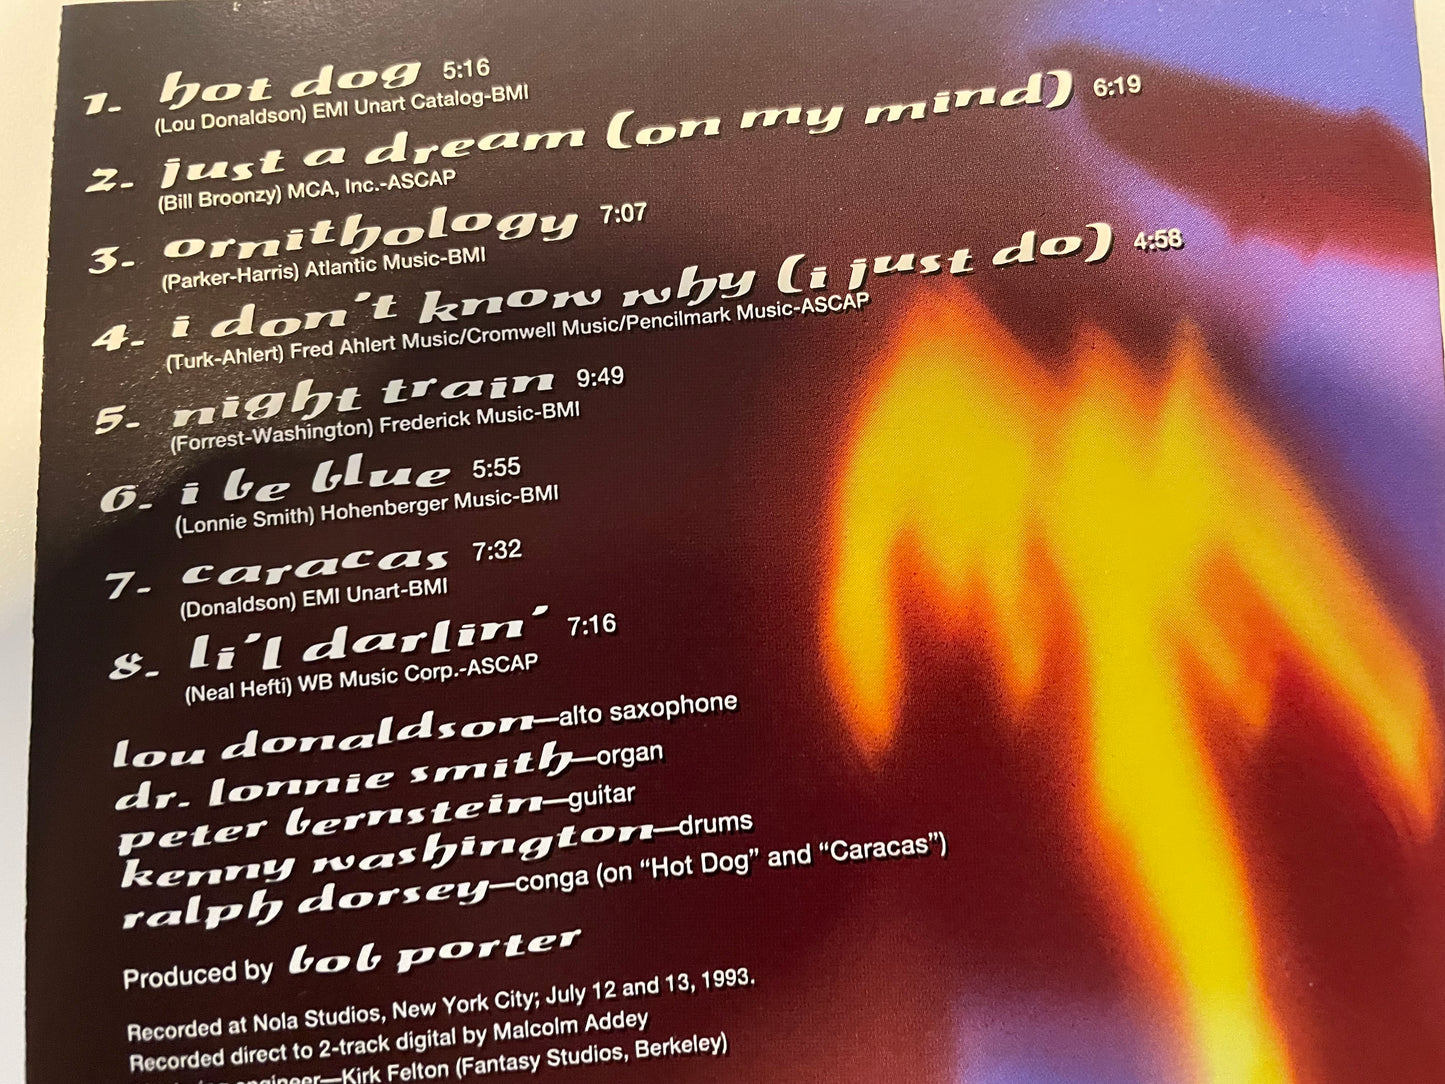 1. hot dog 5:16
(Lou Donaldson) EMI Unart Catalog-BMI
2. just a dream (on my mind) 6:19
(Bill Broonzy) MCA, Inc.-ASCAP
3. ornithology 7:07
(Parker-Harris) Atlantic Music-BMI
4. i don't know why (i just do) 4:58
(Turk-Ahlert) Fred Ahlert Music/Cromwell Music/Pencilmark Music-ASCAP
5. night train 9:49
(Forrest-Washington) Frederick Music-BMI
6. i be blue 5:55
(Lonnie Smith) Hohenberger Music-BMI
7. caracas 7:32
(Donaldson) EMI Unart-BMI
8. li'l darlin' 7:16
(Neal Hefti) WB Music Corp.-ASCAP
lou donaldson—alto saxophone
dr. lonnie smith—organ
peter bernstein—guitar
kenny washington—drums
ralph dorsey—conga (on “Hot Dog” and “Caracas”)
Produced by bob porter
Recorded at Nola Studios, New York City; July 12 and 13, 1993.
Recorded direct to 2-track digital by Malcolm Addey
engineer—Kirk Felton (Fantasy Studios, Berkeley)